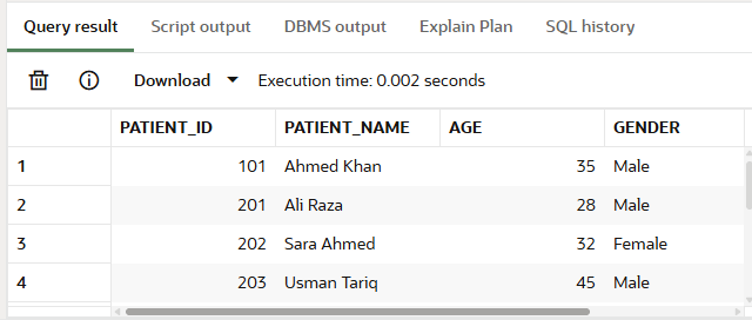 Query result Script output DBMS output Explain Plan SQL history
Download Execution time: 0.002 seconds
PATIENT_ID PATIENT_NAME AGE GENDER
1 101 Ahmed Khan 35 Male
2 201 Ali Raza 28 Male
3 202 Sara Ahmed 32 Female
4 203 Usman Tariq 45 Male